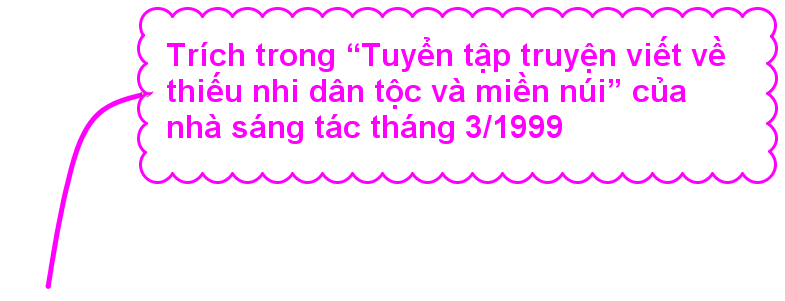 Trích trong “Tuyển tập truyện viết về
thiếu nhi dân tộc và miền núi” của
nhà sáng tác tháng 3/1999